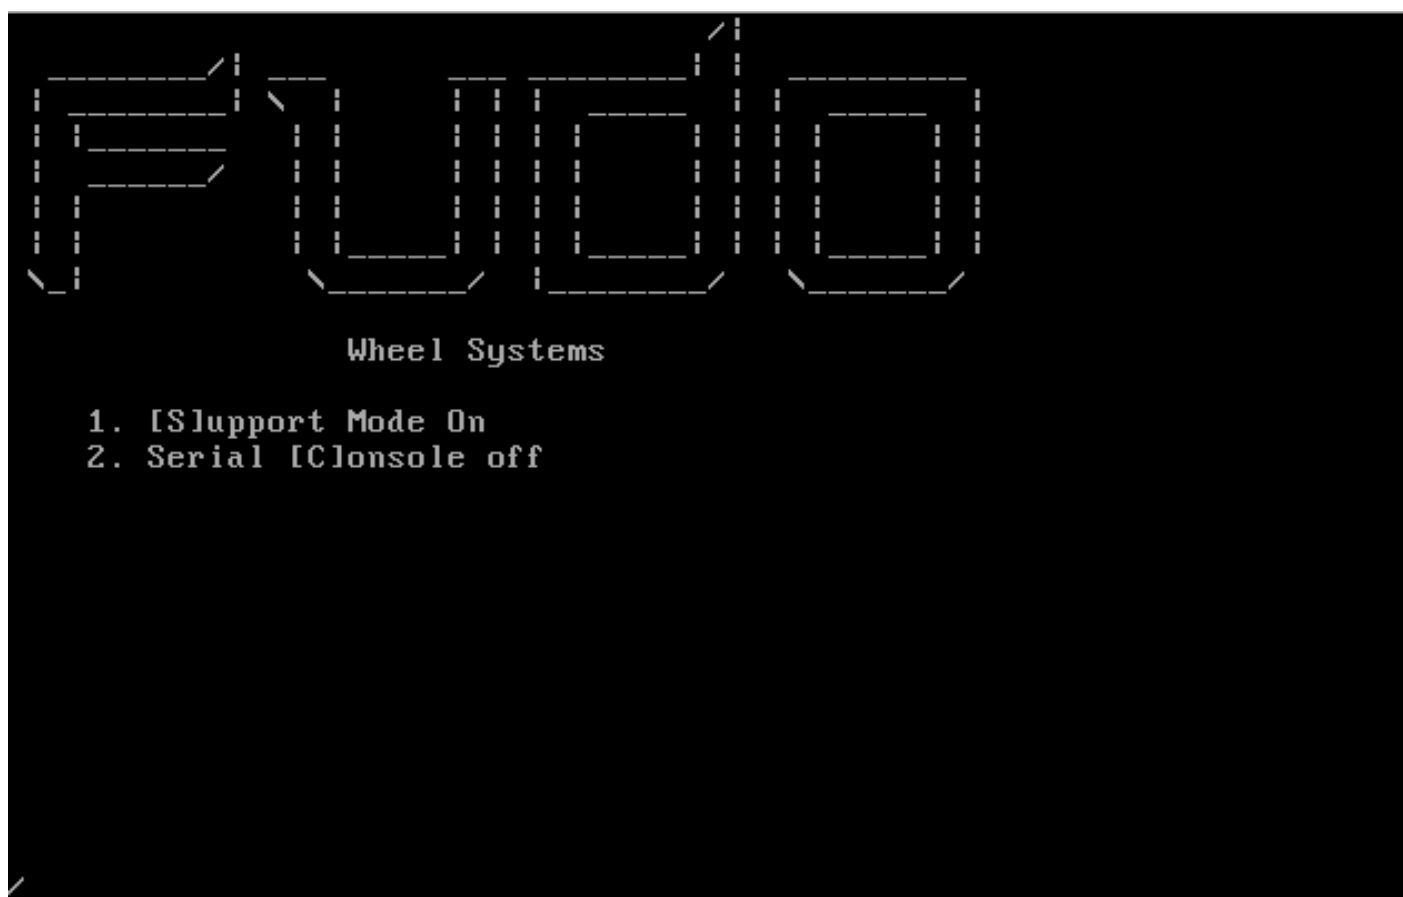 FUDO
Wheel Systems
1. [S]upport Mode On
2. Serial [C]onsole off
/